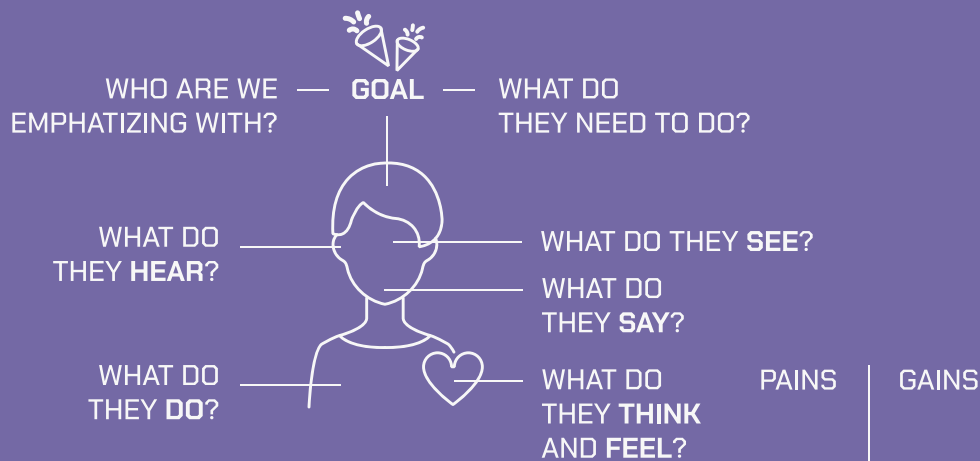 WHO ARE WE
EMPHATIZING WITH?
GOAL
WHAT DO
THEY NEED TO DO?
WHAT DO
THEY HEAR?
WHAT DO THEY SEE?
WHAT DO
THEY SAY?
WHAT DO
THEY DO?
WHAT DO
THEY THINK
AND FEEL?
PAINS
GAINS